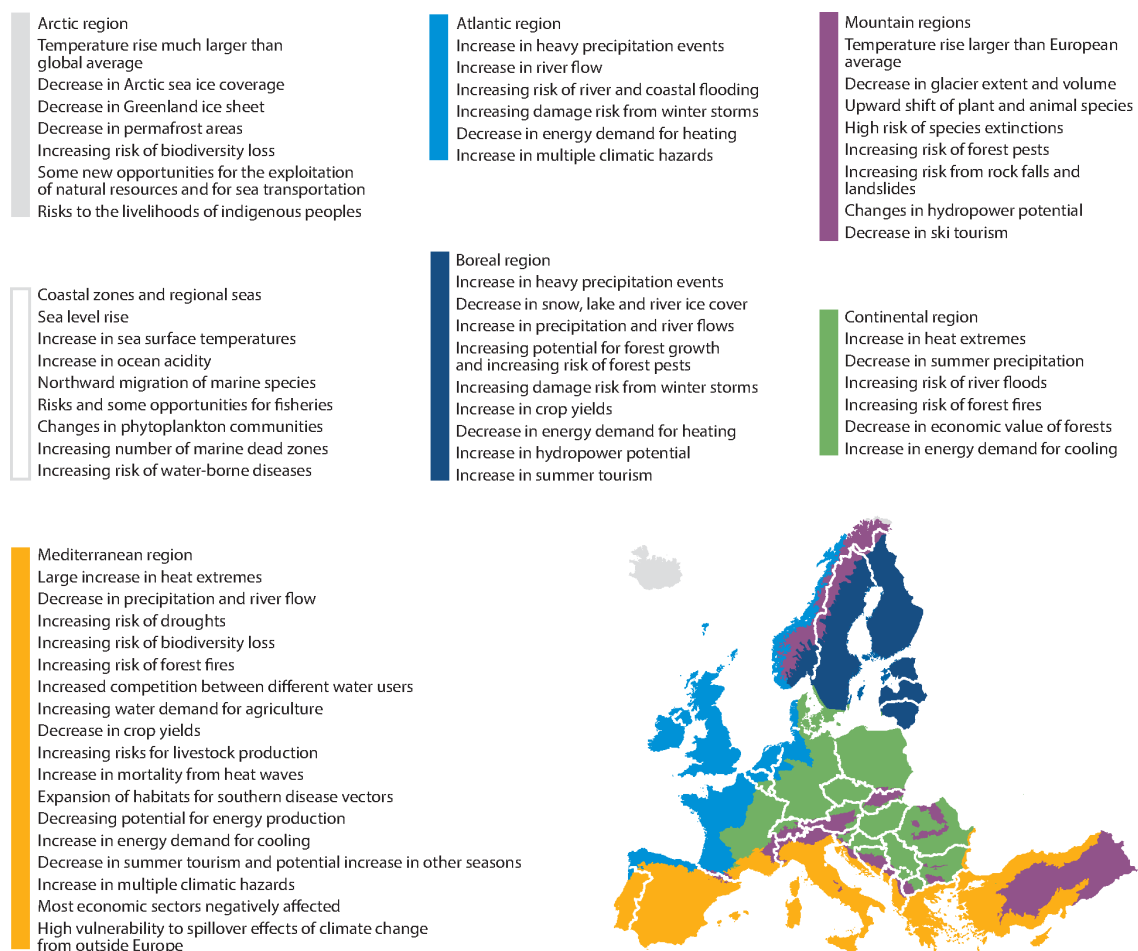 Arctic region
Temperature rise much larger than
global average
Decrease in Arctic sea ice coverage
Decrease in Greenland ice sheet
Decrease in permafrost areas
Increasing risk of biodiversity loss
Some new opportunities for the exploitation
of natural resources and for sea transportation
Risks to the livelihoods of indigenous peoples
Atlantic region
Increase in heavy precipitation events
Increase in river flow
Increasing risk of river and coastal flooding
Increasing damage risk from winter storms
Decrease in energy demand for heating
Increase in multiple climatic hazards
Mountain regions
Temperature rise larger than European
average
Decrease in glacier extent and volume
Upward shift of plant and animal species
High risk of species extinctions
Increasing risk of forest pests
Increasing risk from rock falls and
landslides
Changes in hydropower potential
Decrease in ski tourism
Coastal zones and regional seas
Sea level rise
Increase in sea surface temperatures
Increase in ocean acidity
Northward migration of marine species
Risks and some opportunities for fisheries
Changes in phytoplankton communities
Increasing number of marine dead zones
Increasing risk of water-borne diseases
Boreal region
Increase in heavy precipitation events
Decrease in snow, lake and river ice cover
Increase in precipitation and river flows
Increasing potential for forest growth
and increasing risk of forest pests
Increasing damage risk from winter storms
Increase in crop yields
Decrease in energy demand for heating
Increase in hydropower potential
Increase in summer tourism
Continental region
Increase in heat extremes
Decrease in summer precipitation
Increasing risk of river floods
Increasing risk of forest fires
Decrease in economic value of forests
Increase in energy demand for cooling
Mediterranean region
Large increase in heat extremes
Decrease in precipitation and river flow
Increasing risk of droughts
Increasing risk of biodiversity loss
Increasing risk of forest fires
Increased competition between different water users
Increasing water demand for agriculture
Decrease in crop yields
Increasing risks for livestock production
Increase in mortality from heat waves
Expansion of habitats for southern disease vectors
Decreasing potential for energy production
Increase in energy demand for cooling
Decrease in summer tourism and potential increase in other seasons
Increase in multiple climatic hazards
Most economic sectors negatively affected
High vulnerability to spillover effects of climate change
from outside Europe